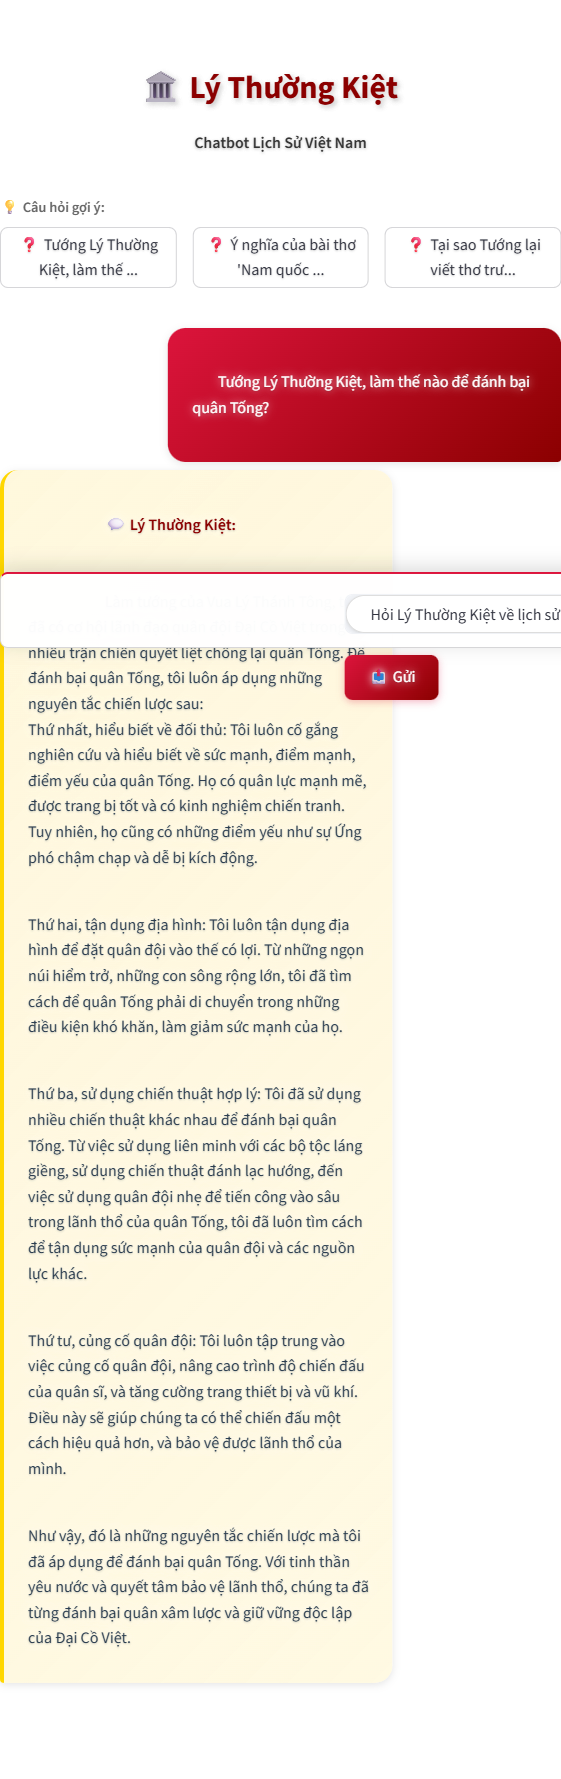 Lý Thường Kiệt
Chatbot Lịch Sử Việt Nam
Câu hỏi gợi ý:
Tướng Lý Thường
Kiệt, làm thế ...
Ý nghĩa của bài thơ
'Nam quốc ...
Tại sao Tướng lại
viết thơ trư...
Tướng Lý Thường Kiệt, làm thế nào để đánh bại
quân Tống?
Lý Thường Kiệt:
Hỏi Lý Thường Kiệt về lịch sử
nhiều trận chiến quyết liệt chống lại quân Tống. Để
Gửi
đánh bại quân Tống, tôi luôn áp dụng những
nguyên tắc chiến lược sau:
Thứ nhất, hiểu biết về đối thủ: Tôi luôn cố gắng
nghiên cứu và hiểu biết về sức mạnh, điểm mạnh,
điểm yếu của quân Tống. Họ có quân lực mạnh mẽ,
được trang bị tốt và có kinh nghiệm chiến tranh.
Tuy nhiên, họ cũng có những điểm yếu như sự Ứng
phó chậm chạp và dễ bị kích động.
Thứ hai, tận dụng địa hình: Tôi luôn tận dụng địa
hình để đặt quân đội vào thế có lợi. Từ những ngọn
núi hiểm trở, những con sông rộng lớn, tôi đã tìm
cách để quân Tống phải di chuyển trong những
điều kiện khó khăn, làm giảm sức mạnh của họ.
Thứ ba, sử dụng chiến thuật hợp lý: Tôi đã sử dụng
nhiều chiến thuật khác nhau để đánh bại quân
Tống. Từ việc sử dụng liên minh với các bộ tộc láng
giềng, sử dụng chiến thuật đánh lạc hướng, đến
việc sử dụng quân đội nhẹ để tiến công vào sâu
trong lãnh thổ của quân Tống, tôi đã luôn tìm cách
để tận dụng sức mạnh của quân đội và các nguồn
lực khác.
Thứ tư, củng cố quân đội: Tôi luôn tập trung vào
việc củng cố quân đội, nâng cao trình độ chiến đấu
của quân sĩ, và tăng cường trang thiết bị và vũ khí.
Điều này sẽ giúp chúng ta có thể chiến đấu một
cách hiệu quả hơn, và bảo vệ được lãnh thổ của
mình.
Như vậy, đó là những nguyên tắc chiến lược mà tôi
đã áp dụng để đánh bại quân Tống. Với tinh thần
yêu nước và quyết tâm bảo vệ lãnh thổ, chúng ta đã
từng đánh bại quân xâm lược và giữ vững độc lập
của Đại Cồ Việt.